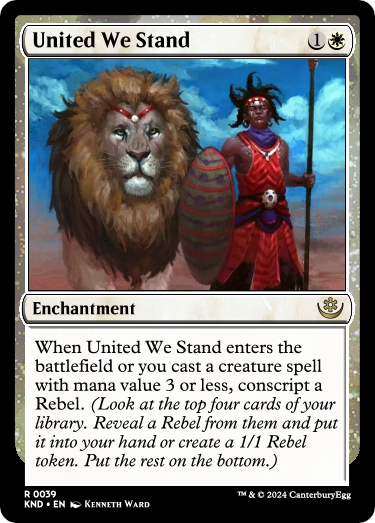 United We Stand 1
Enchantment
When United We Stand enters the
battlefield or you cast a creature spell
with mana value 3 or less, conscript a
Rebel. (Look at the top four cards of your
library. Reveal a Rebel from them and put
it into your hand or create a 1/1 Rebel
token. Put the rest on the bottom.)
R 0039
KND • EN Kenneth Ward ™ & © 2024 CanterburyEgg